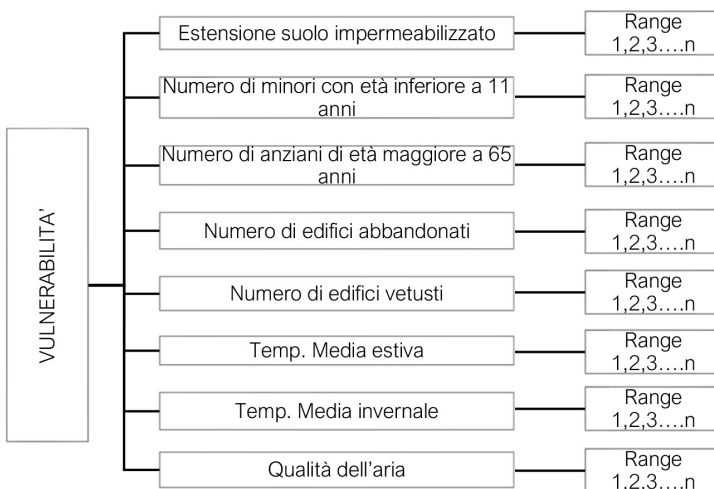 VULNERABILITA'
Estensione suolo impermeabilizzato
Range
1,2,3....n
Numero di minori con età inferiore a 11
anni
Range
1,2,3....n
Numero di anziani di età maggiore a 65
anni
Range
1,2,3....n
Numero di edifici abbandonati
Range
1,2,3....n
Numero di edifici vetusti
Range
1,2,3....n
Temp. Media estiva
Range
1,2,3....n
Temp. Media invernale
Range
1,2,3....n
Qualità dell'aria
Range
1,2,3....n